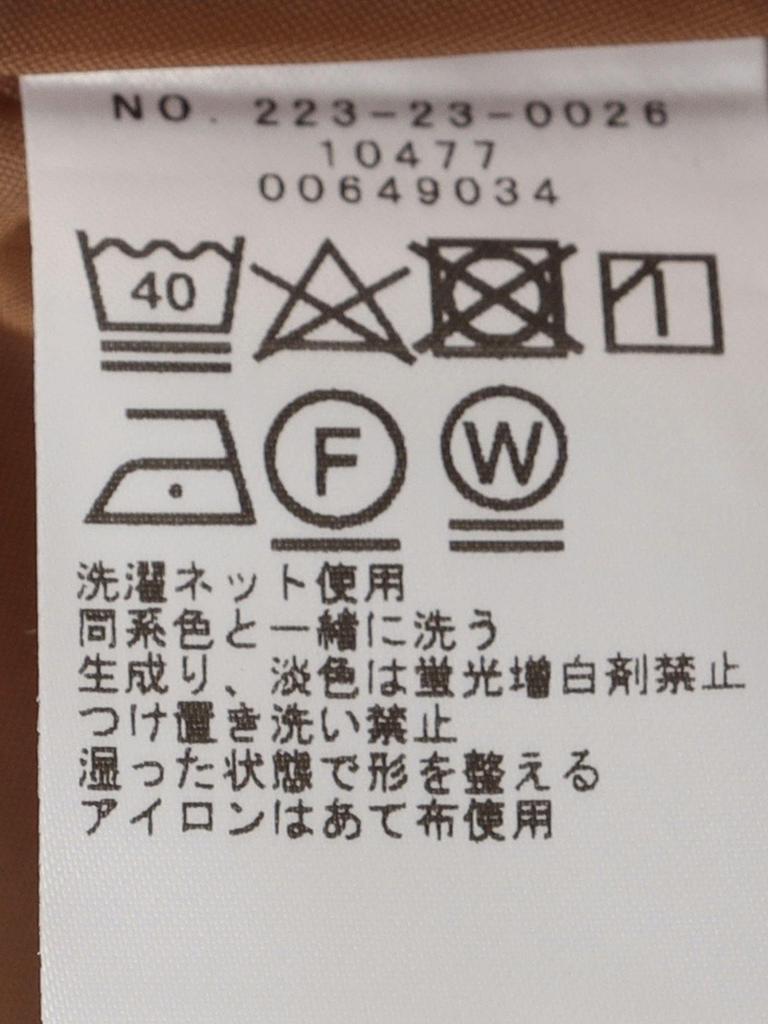 NO. 223-23-0026
10477
00649034
40
F
W
洗濯ネット使用
同系色と一緒に洗う
生成り、淡色は蛍光増白剤禁止
つけ置き洗い禁止
湿った状態で形を整える
アイロンはあて布使用